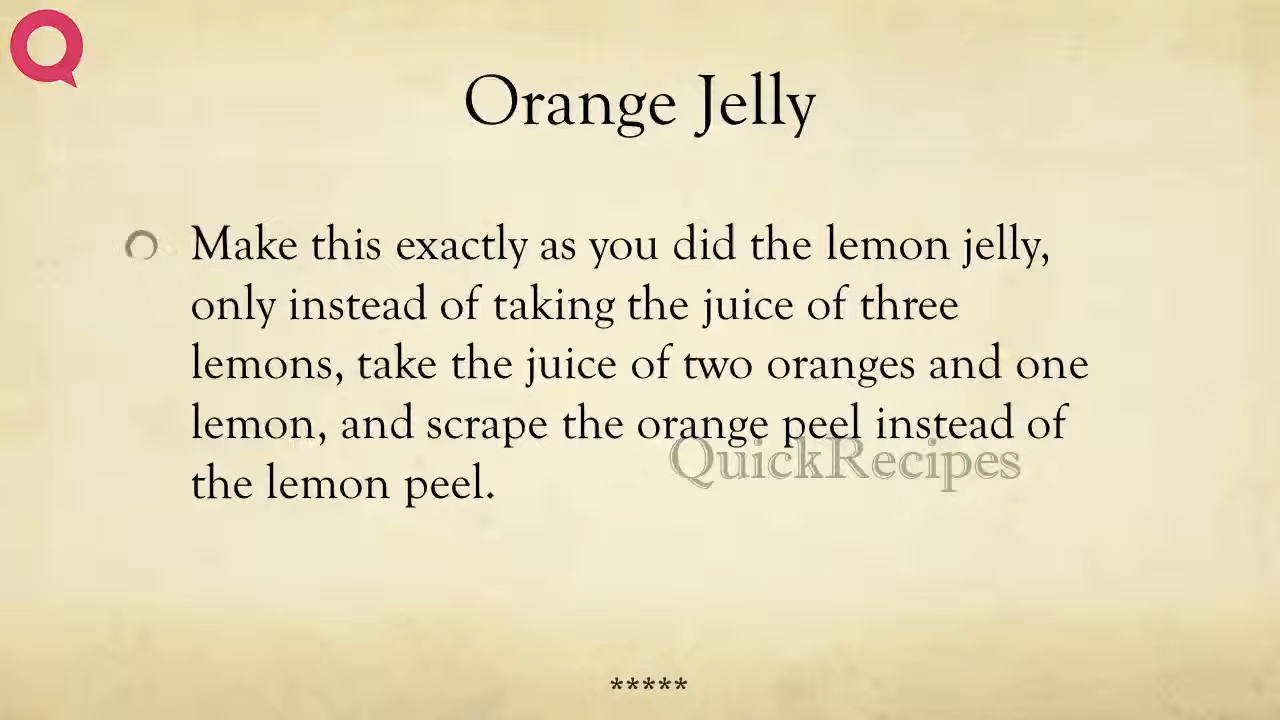 Orange Jelly
Make this exactly as you did the lemon jelly,
only instead of taking the juice of three
lemons, take the juice of two oranges and one
lemon, and scrape the orange peel instead of
the lemon peel.
QuickRecipes
*****